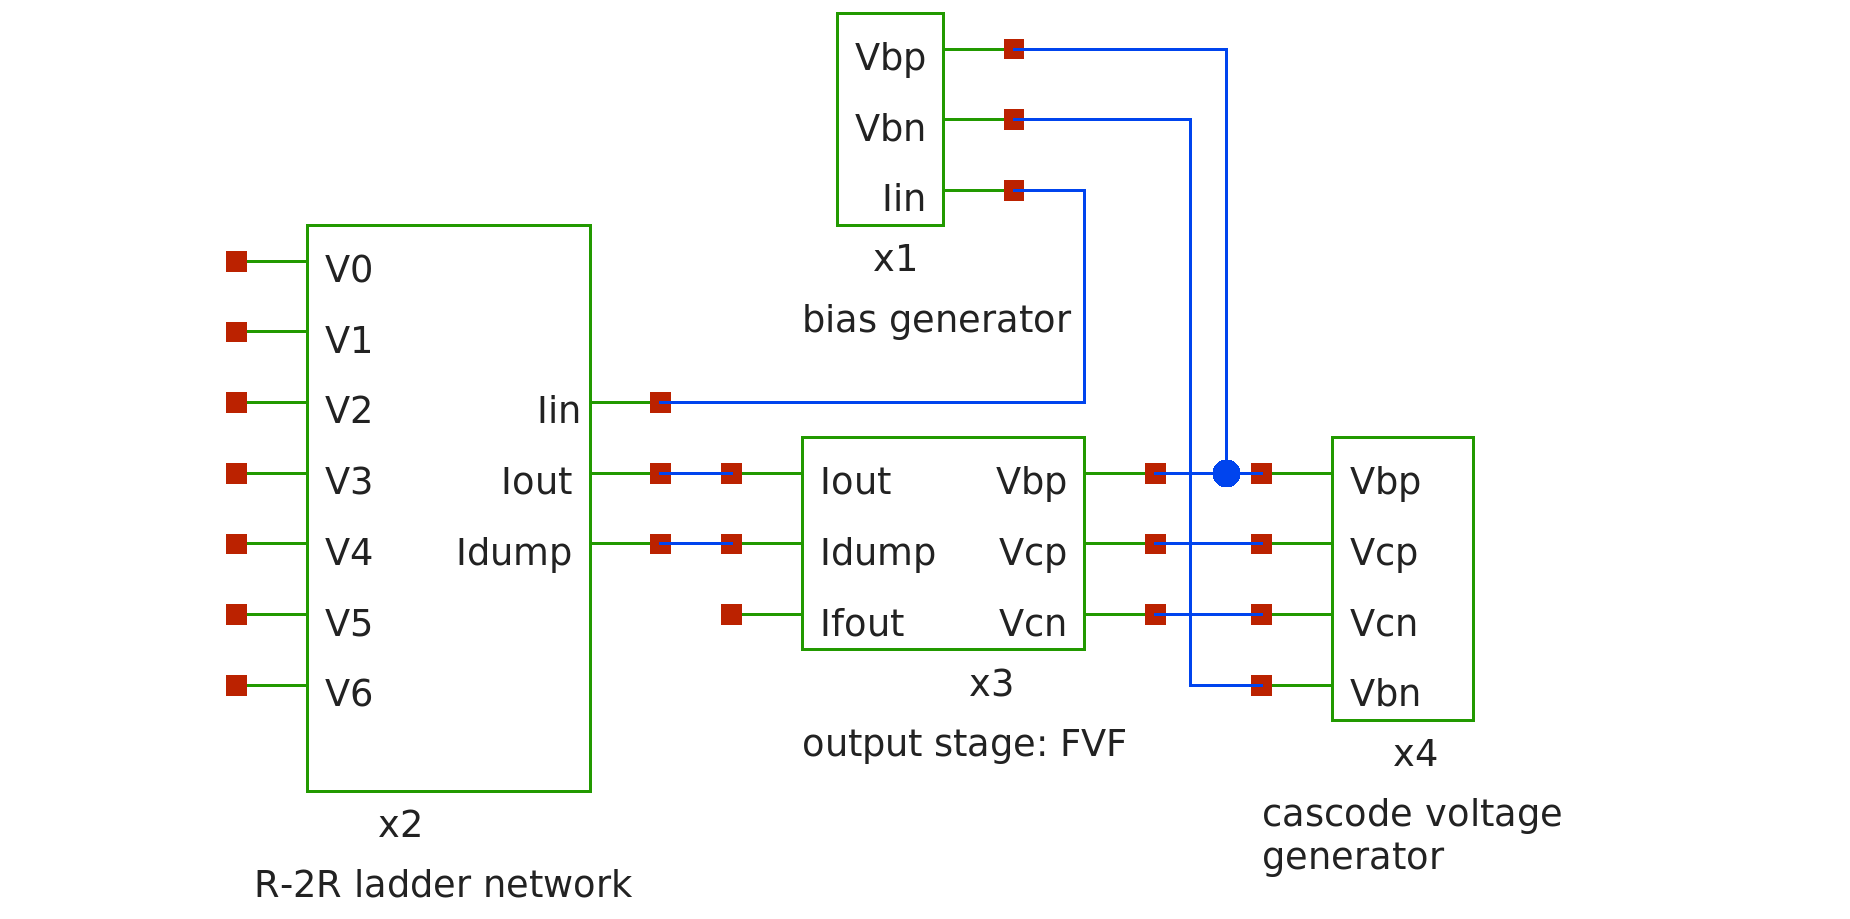 Vbp
Vbn
Iin
x1
bias generator
V0
V1
V2
V3
V4
V5
V6
Iin
Iout
Idump
x2
R-2R ladder network
Iout
Idump
Ifout
Vbp
Vcp
Vcn
x3
output stage: FVF
Vbp
Vcp
Vcn
Vbn
x4
cascode voltage
generator